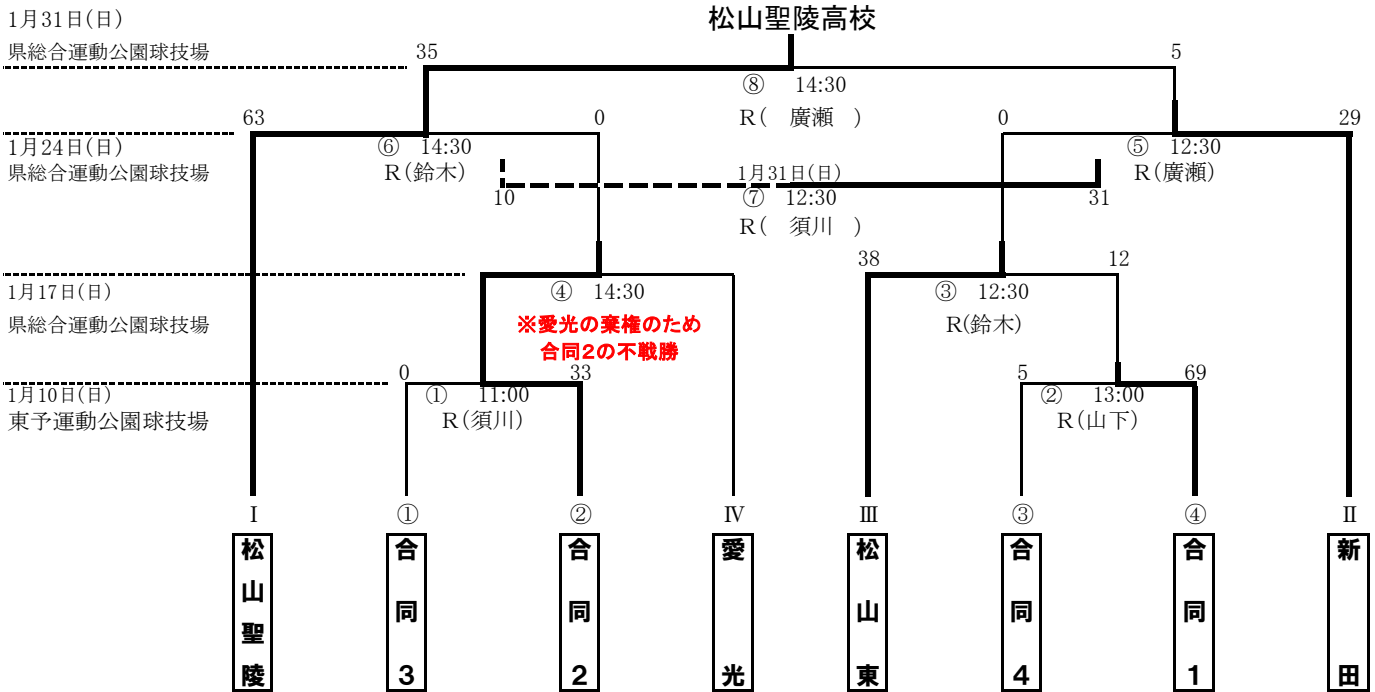 1月31日(日)
松山聖陵高校
県総合運動公園球技場
35
5
⑧ 14:30
R( 廣瀬 )
63
0
0
29
1月24日(日)
⑥ 14:30
⑤ 12:30
県総合運動公園球技場
R(鈴木)
1月31日(日)
R(廣瀬)
10
⑦ 12:30
31
R( 須川 )
38
12
1月17日(日)
④ 14:30
③ 12:30
県総合運動公園球技場
※愛光の棄権のため
合同2の不戦勝
R(鈴木)
0
33
5
69
1月10日(日)
① 11:00
② 13:00
東予運動公園球技場
R(須川)
R(山下)
Ⅰ ① ② Ⅳ Ⅲ ③ ④ Ⅱ
松山聖陵
合同3
合同2
愛光
松山東
合同4
合同1
新田